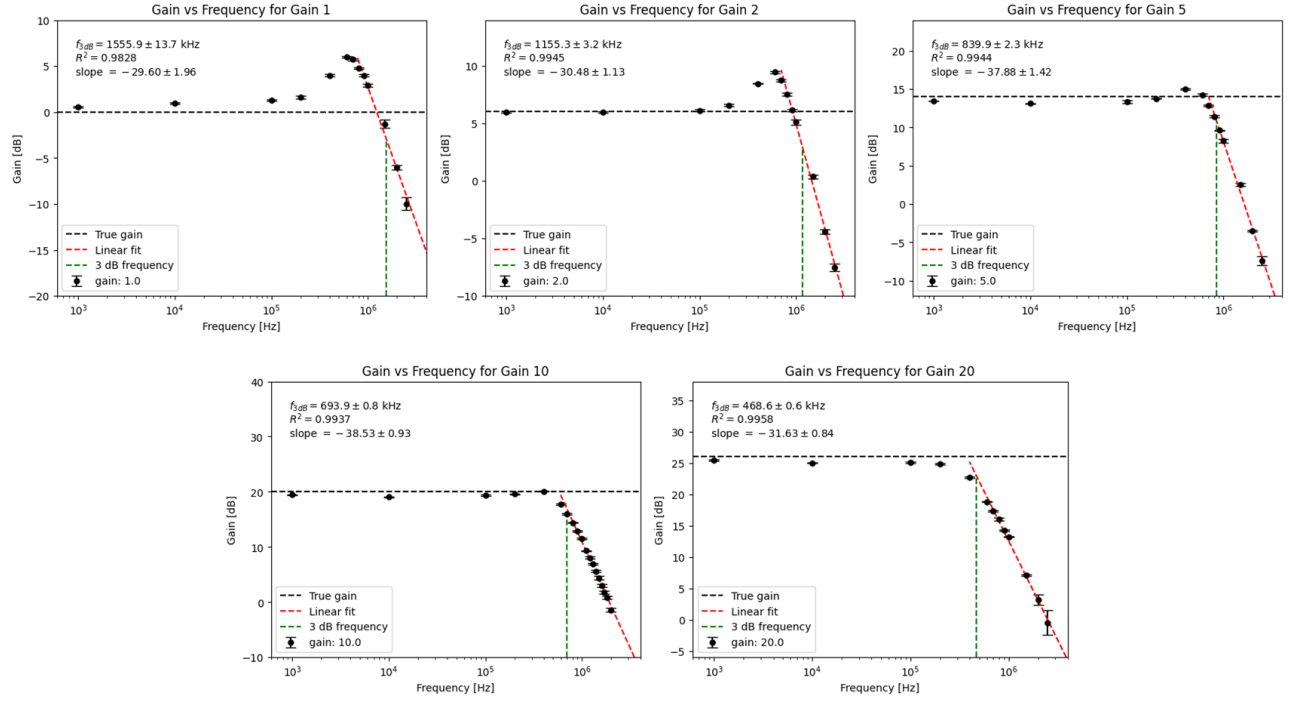 Gain vs Frequency for Gain 1
f3dB = 1555.9 ± 13.7 kHz
R² = 0.9828
slope = − 29.60 ± 1.96
10
5
0
−5
−10
−15
−20
Gain [dB]
True gain
Linear fit
3 dB frequency
gain: 1.0
10³ 10⁴ 10⁵ 10⁶
Frequency [Hz]
Gain vs Frequency for Gain 2
f3dB = 1155.3 ± 3.2 kHz
R² = 0.9945
slope = − 30.48 ± 1.13
10
5
0
−5
−10
Gain [dB]
True gain
Linear fit
3 dB frequency
gain: 2.0
10³ 10⁴ 10⁵ 10⁶
Frequency [Hz]
Gain vs Frequency for Gain 5
f3dB = 839.9 ± 2.3 kHz
R² = 0.9944
slope = − 37.88 ± 1.42
20
15
10
5
0
−5
−10
Gain [dB]
True gain
Linear fit
3 dB frequency
gain: 5.0
10³ 10⁴ 10⁵ 10⁶
Frequency [Hz]
Gain vs Frequency for Gain 10
f3dB = 693.9 ± 0.8 kHz
R² = 0.9937
slope = − 38.53 ± 0.93
40
30
20
10
0
−10
Gain [dB]
True gain
Linear fit
3 dB frequency
gain: 10.0
10³ 10⁴ 10⁵ 10⁶
Frequency [Hz]
Gain vs Frequency for Gain 20
f3dB = 468.6 ± 0.6 kHz
R² = 0.9958
slope = − 31.63 ± 0.84
35
30
25
20
15
10
5
0
−5
Gain [dB]
True gain
Linear fit
3 dB frequency
gain: 20.0
10³ 10⁴ 10⁵ 10⁶
Frequency [Hz]